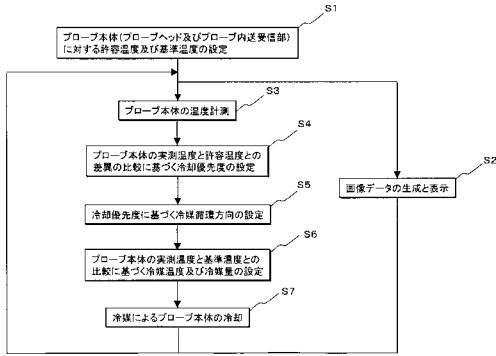 S1
プローブ本体(プローブヘッド及びプローブ内送受信部)
に対する許容温度及び基準温度の設定
S3
プローブ本体の温度計測
S4
プローブ本体の実測温度と許容温度との
差異の比較に基づく冷却優先度の設定
S2
画像データの生成と表示
S5
冷却優先度に基づく冷媒循環方向の設定
S6
プローブ本体の実測温度と基準温度との
比較に基づく冷媒温度及び冷媒量の設定
S7
冷媒によるプローブ本体の冷却